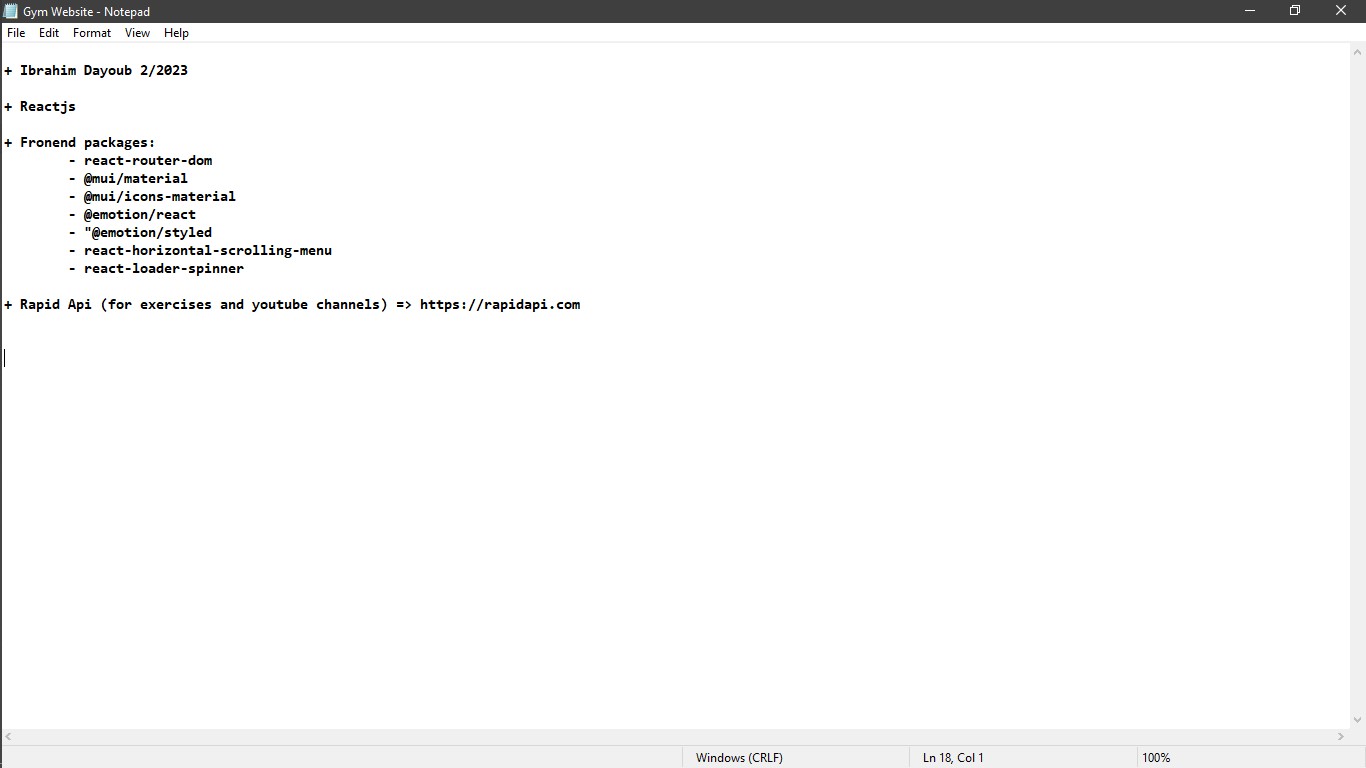 Gym Website - Notepad
File Edit Format View Help
+ Ibrahim Dayoub 2/2023
+ Reactjs
+ Fronend packages:
- react-router-dom
- @mui/material
- @mui/icons-material
- @emotion/react
- "@emotion/styled
- react-horizontal-scrolling-menu
- react-loader-spinner
+ Rapid Api (for exercises and youtube channels) => https://rapidapi.com
Windows (CRLF) Ln 18, Col 1 100%